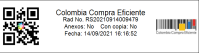 Colombia Compra Eficiente
Rad No. RS20210914009479
Anexos: No Con copia: No
Fecha: 14/09/2021 16:16:52